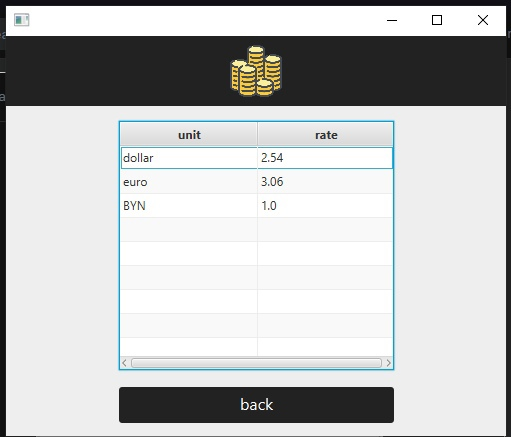 unit rate
dollar 2.54
euro 3.06
BYN 1.0
back